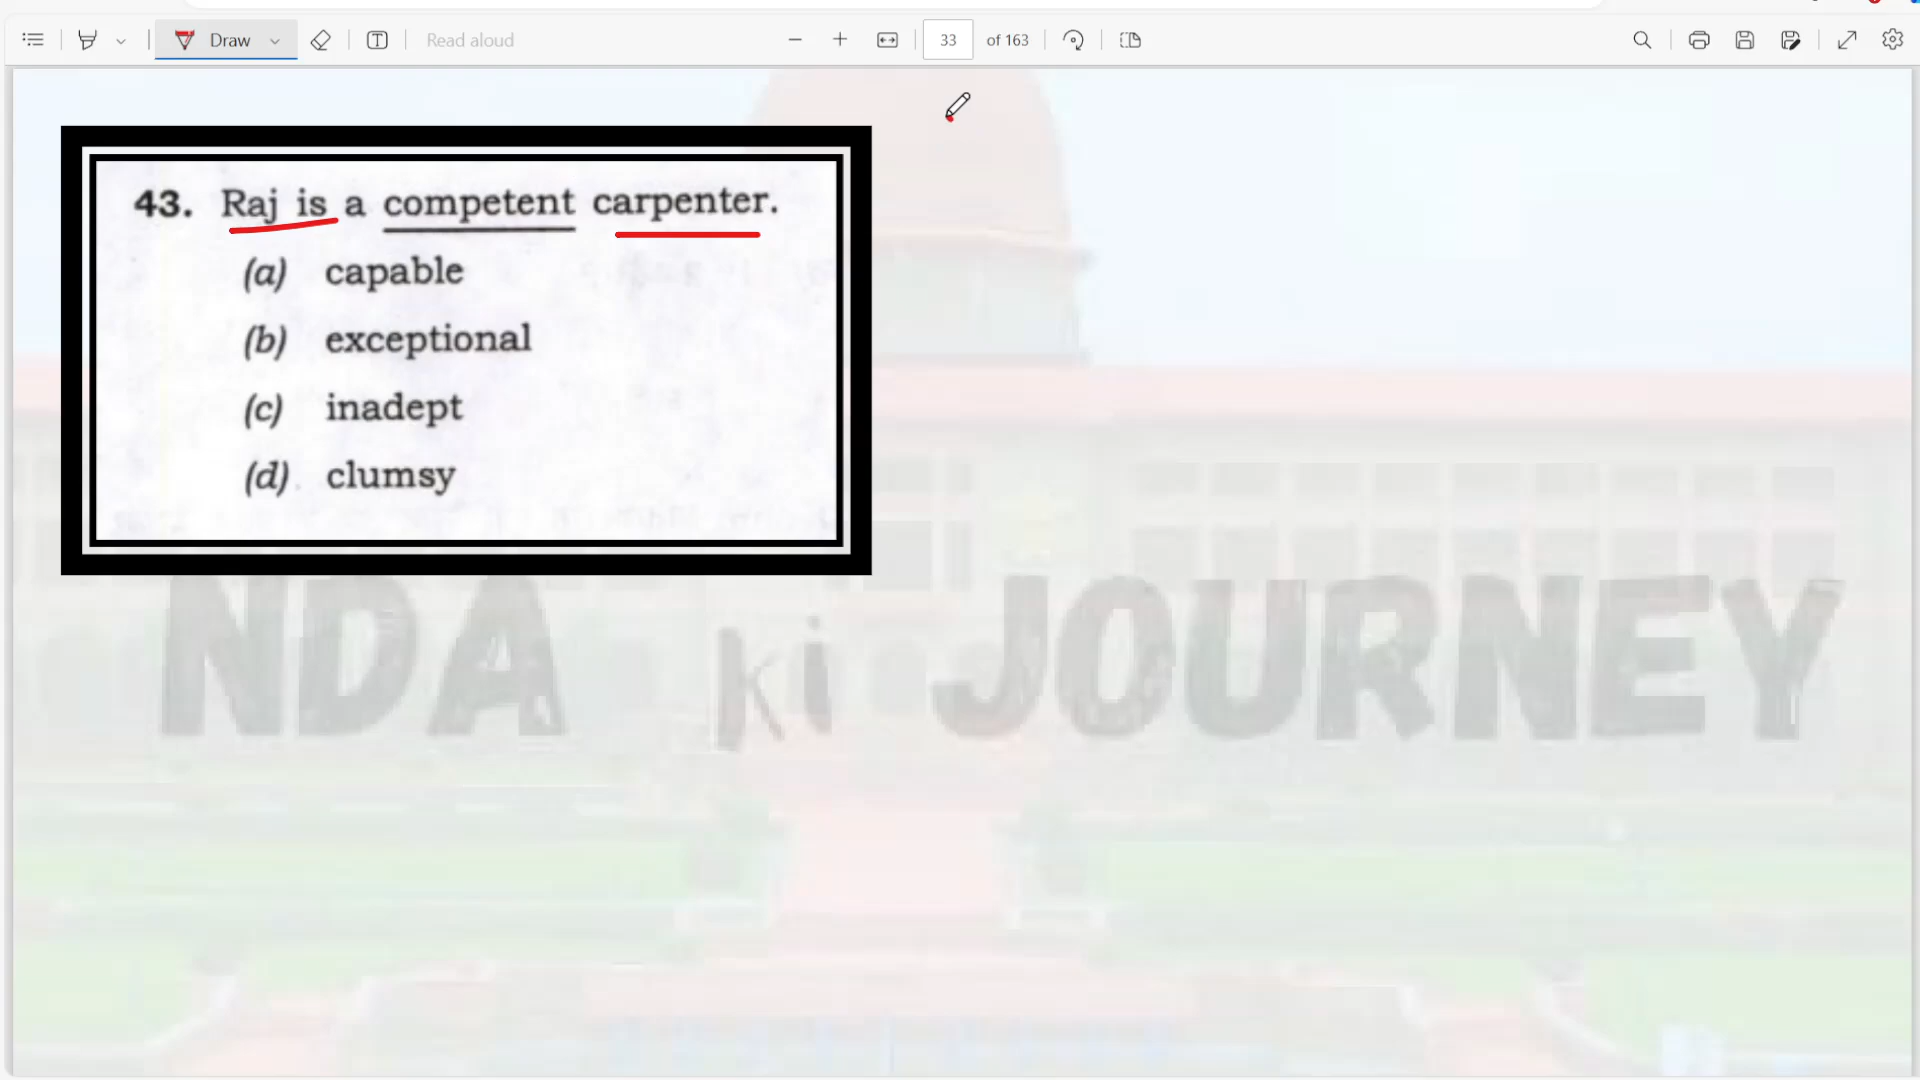 Draw
Read aloud
33 of 163
43. Raj is a competent carpenter.
(a) capable
(b) exceptional
(c) inadept
(d) clumsy
NDA ki JOURNEY